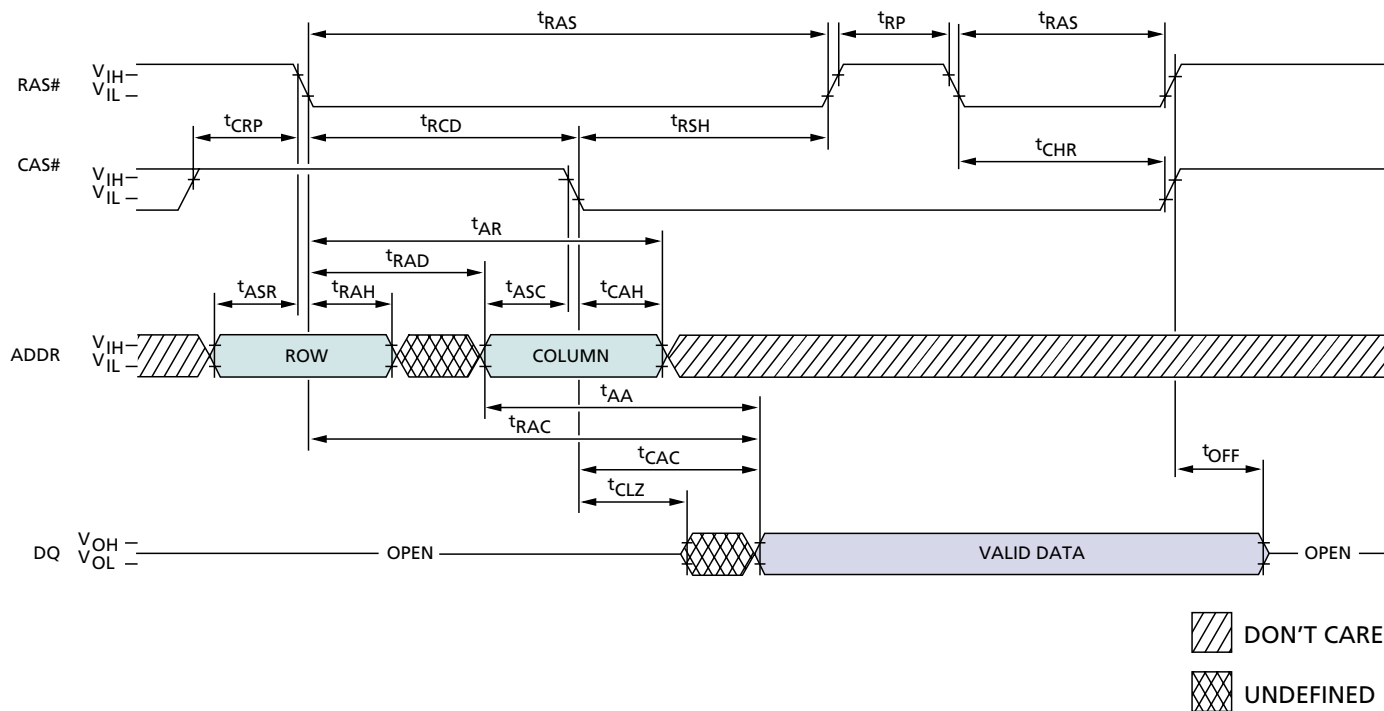 tRAS tRP tRAS
RAS# VIH
VIL
tCRP tRCD tRSH
tCHR
CAS# VIH
VIL
tAR
tRAD
tASR tRAH tASC tCAH
ADDR VIH
VIL
ROW COLUMN
tAA
tRAC
tCAC tOFF
tCLZ
DQ VOH
VOL
OPEN VALID DATA OPEN
DON'T CARE
UNDEFINED